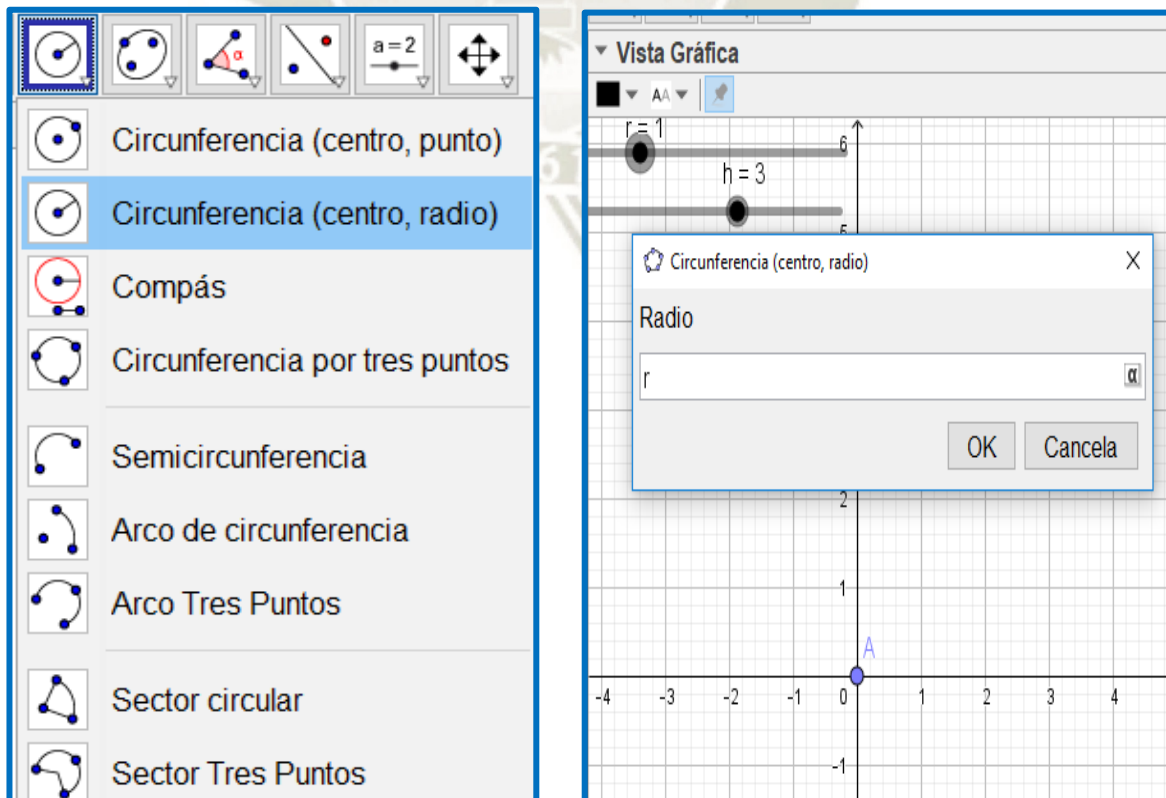 α
a = 2
Circunferencia (centro, punto)
Circunferencia (centro, radio)
Compás
Circunferencia por tres puntos
Semicircunferencia
Arco de circunferencia
Arco Tres Puntos
Sector circular
Sector Tres Puntos
Vista Gráfica
AA
r = 1
6
h = 3
5
Circunferencia (centro, radio)
X
Radio
r
α
OK
Cancela
2
1
A
-4 -3 -2 -1 0 1 2 3 4
-1